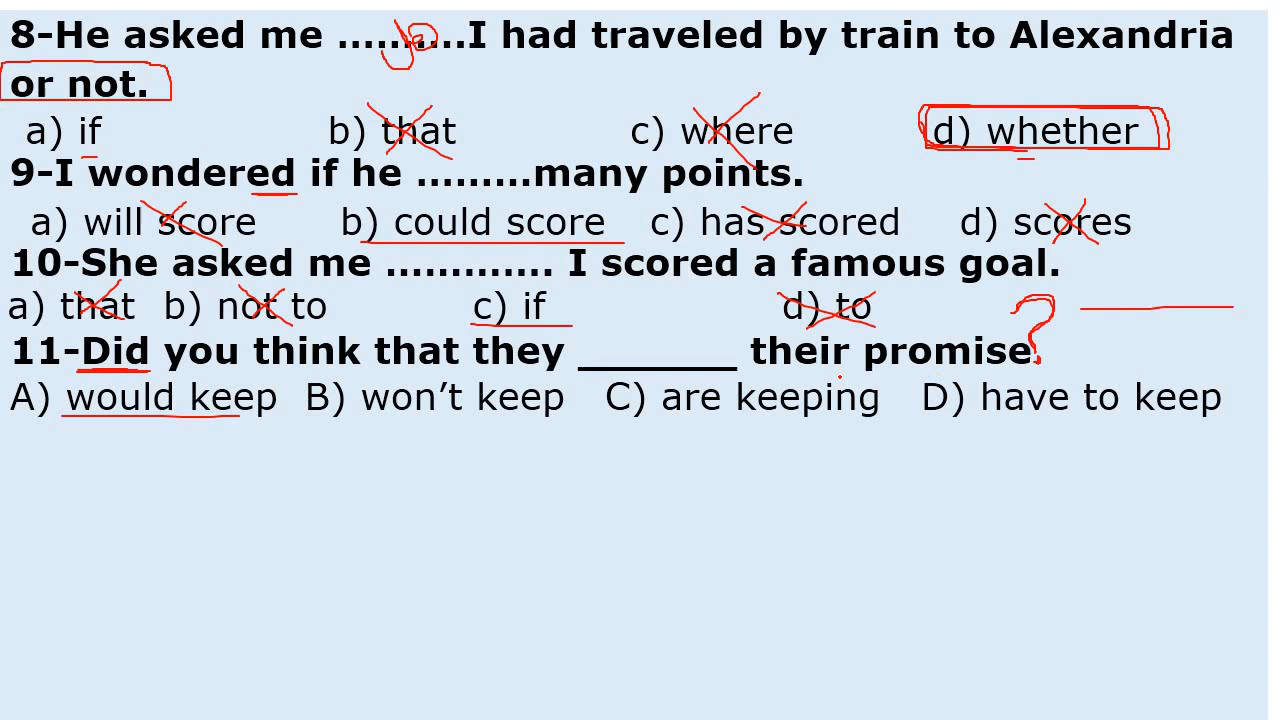 8-He asked me ..........I had traveled by train to Alexandria
or not.
a) if b) that c) where d) whether
9-I wondered if he .........many points.
a) will score b) could score c) has scored d) scores
10-She asked me ............. I scored a famous goal.
a) that b) not to c) if d) to
11-Did you think that they ________ their promise?
A) would keep B) won't keep C) are keeping D) have to keep